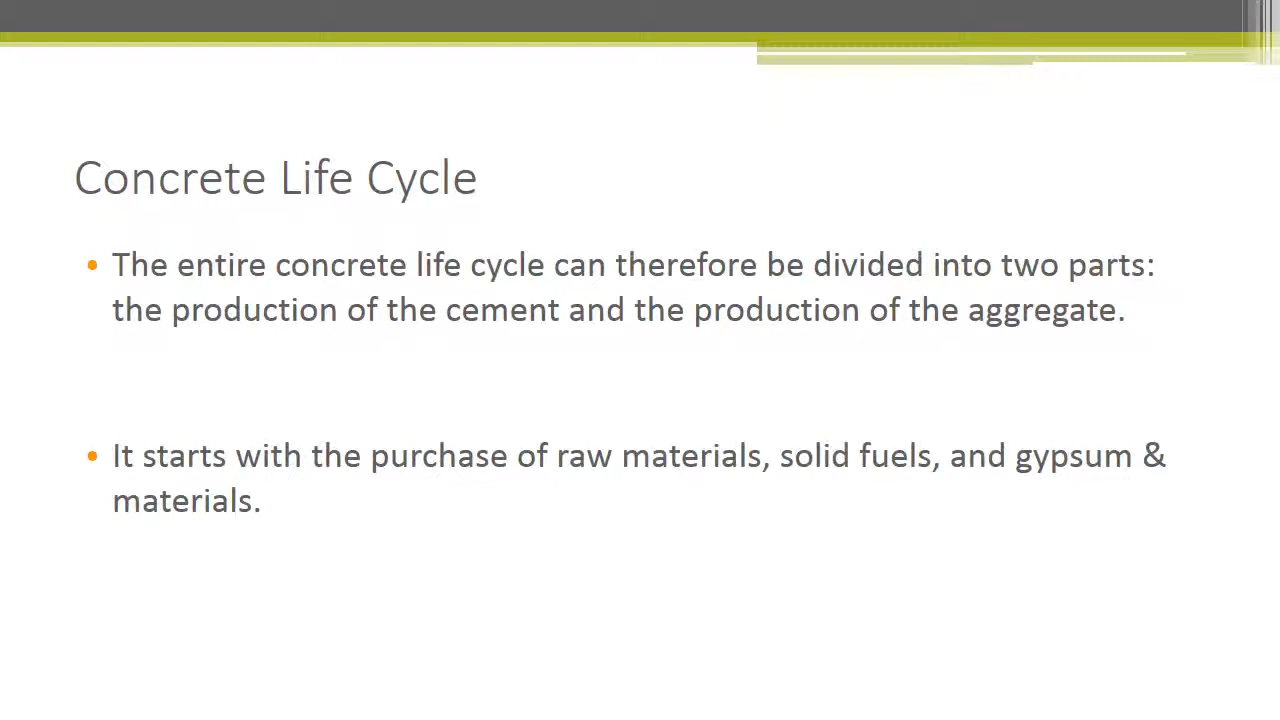 Concrete Life Cycle
• The entire concrete life cycle can therefore be divided into two parts:
the production of the cement and the production of the aggregate.
• It starts with the purchase of raw materials, solid fuels, and gypsum &
materials.